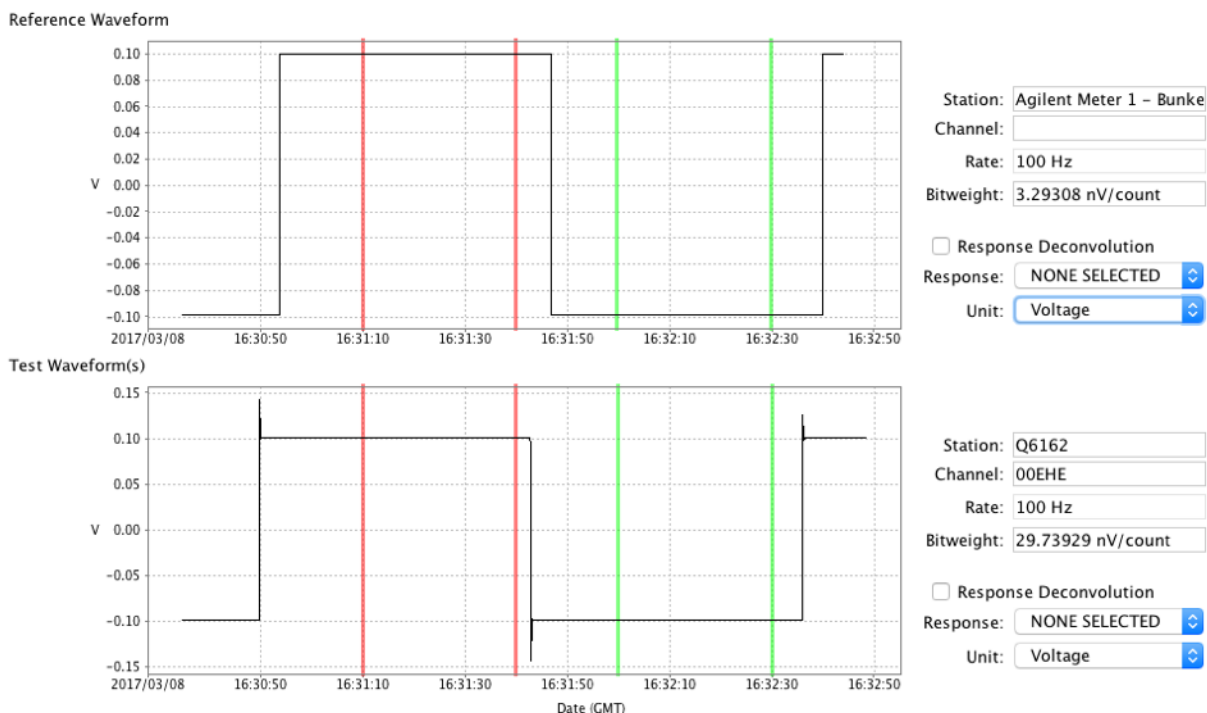 Reference Waveform
0.10
0.08
0.06
0.04
0.02
V 0.00
-0.02
-0.04
-0.06
-0.08
-0.10
2017/03/08 16:30:50 16:31:10 16:31:30 16:31:50 16:32:10 16:32:30 16:32:50
Station: Agilent Meter 1 - Bunke
Channel:
Rate: 100 Hz
Bitweight: 3.29308 nV/count
Response Deconvolution
Response: NONE SELECTED
Unit: Voltage
Test Waveform(s)
0.15
0.10
0.05
V 0.00
-0.05
-0.10
-0.15
2017/03/08 16:30:50 16:31:10 16:31:30 16:31:50 16:32:10 16:32:30 16:32:50
Date (GMT)
Station: Q6162
Channel: 00EHE
Rate: 100 Hz
Bitweight: 29.73929 nV/count
Response Deconvolution
Response: NONE SELECTED
Unit: Voltage